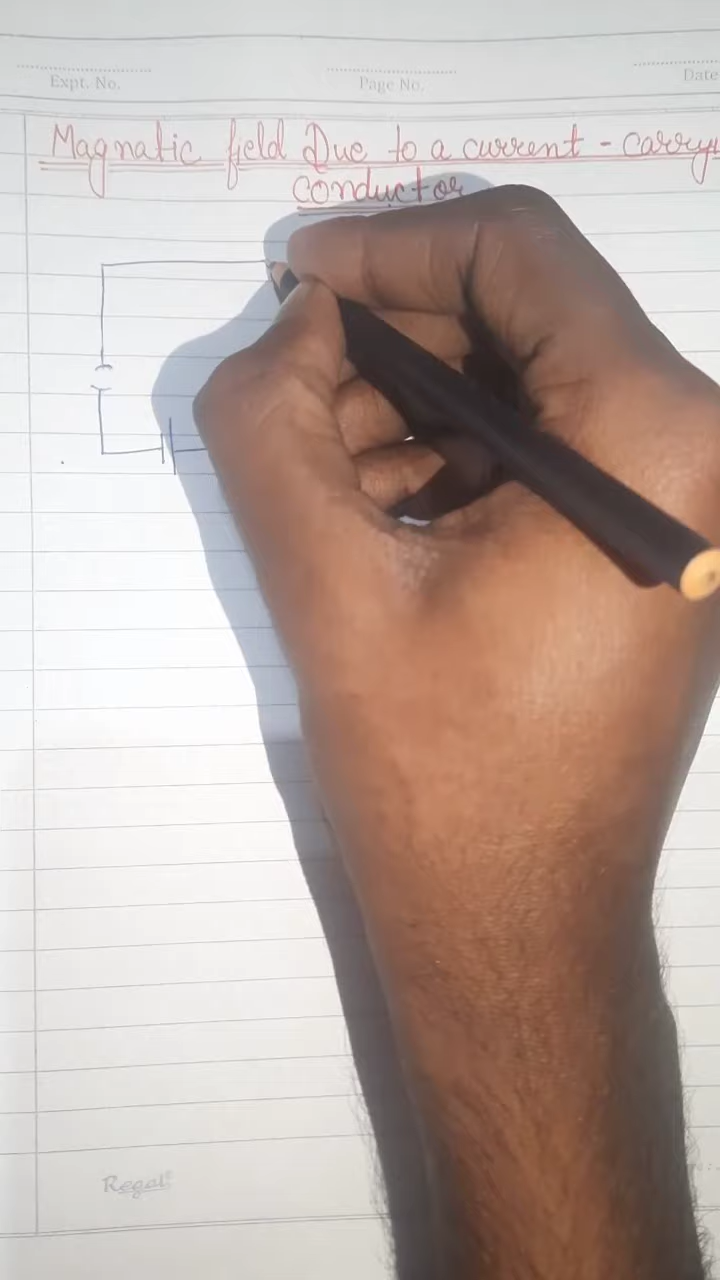 Expt. No.
Page No.
Date
Magnatic field Due to a current - carry
conductor
Regal